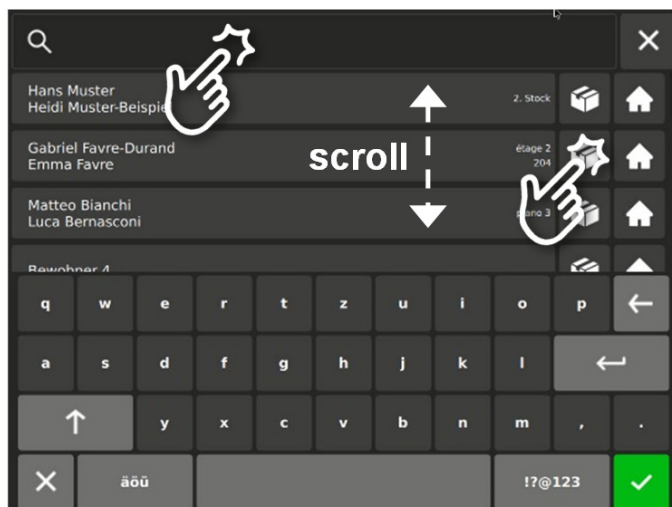 Hans Muster
Heidi Muster-Beispiel
2. Stock
Gabriel Favre-Durand
Emma Favre
scroll
étage 2
204
Matteo Bianchi
Luca Bernasconi
piano 3
Bewohner 4
q w e r t z u i o p
a s d f g h j k l
y x c v b n m , .
äöü
!?@123